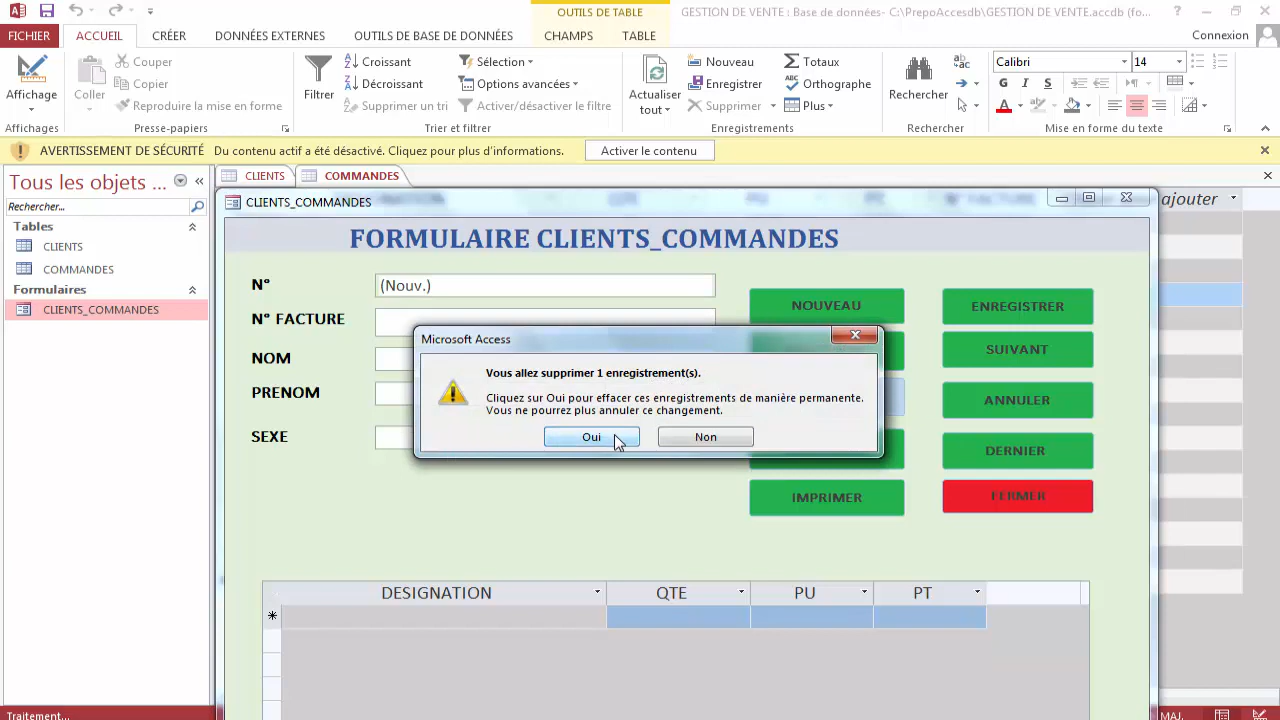 OUTILS DE TABLE
GESTION DE VENTE : Base de données- C:\PrepoAccesdb\GESTION DE VENTE.accdb (fo...
FICHIER
ACCUEIL
CRÉER
DONNÉES EXTERNES
OUTILS DE BASE DE DONNÉES
CHAMPS
TABLE
Connexion
Affichage
Affichages
Coller
Couper
Copier
Reproduire la mise en forme
Presse-papiers
Filtrer
Croissant
Décroissant
Supprimer un tri
Sélection
Options avancées
Activer/désactiver le filtre
Trier et filtrer
Actualiser
tout
Nouveau
Enregistrer
Supprimer
Totaux
Orthographe
Plus
Enregistrements
Rechercher
Rechercher
Calibri
14
G I S
Mise en forme du texte
AVERTISSEMENT DE SÉCURITÉ Du contenu actif a été désactivé. Cliquez pour plus d'informations.
Activer le contenu
Tous les objets ...
Rechercher...
Tables
CLIENTS
COMMANDES
Formulaires
CLIENTS_COMMANDES
CLIENTS
COMMANDES
ajouter
CLIENTS_COMMANDES
FORMULAIRE CLIENTS_COMMANDES
N°
(Nouv.)
N° FACTURE
NOM
PRENOM
SEXE
NOUVEAU
ENREGISTRER
SUIVANT
ANNULER
DERNIER
IMPRIMER
FERMER
Microsoft Access
Vous allez supprimer 1 enregistrement(s).
Cliquez sur Oui pour effacer ces enregistrements de manière permanente.
Vous ne pourrez plus annuler ce changement.
Oui
Non
DESIGNATION
QTE
PU
PT
Traitement...
MAJ.